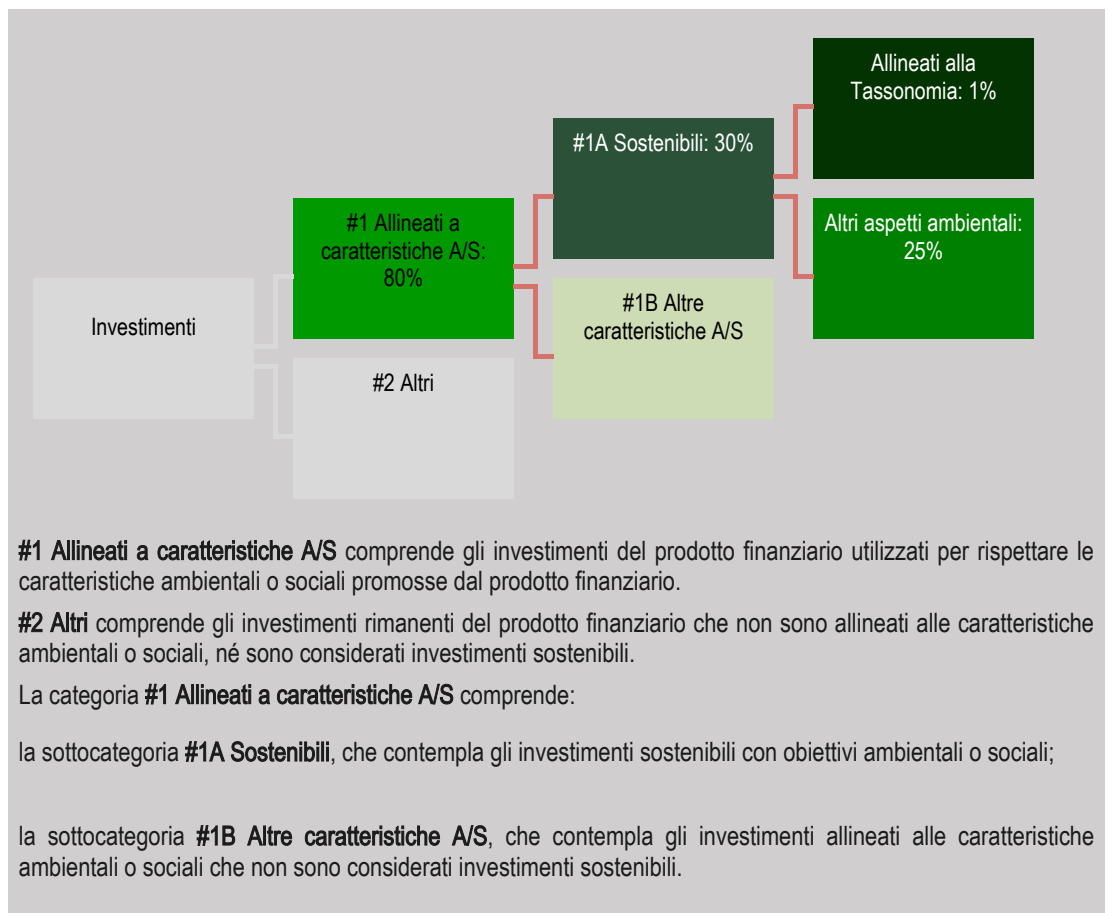 Allineati alla
Tassonomia: 1%
#1A Sostenibili: 30%
#1 Allineati a
caratteristiche A/S:
80%
Altri aspetti ambientali:
25%
Investimenti
#1B Altre
caratteristiche A/S
#2 Altri
#1 Allineati a caratteristiche A/S comprende gli investimenti del prodotto finanziario utilizzati per rispettare le
caratteristiche ambientali o sociali promosse dal prodotto finanziario.
#2 Altri comprende gli investimenti rimanenti del prodotto finanziario che non sono allineati alle caratteristiche
ambientali o sociali, né sono considerati investimenti sostenibili.
La categoria #1 Allineati a caratteristiche A/S comprende:
la sottocategoria #1A Sostenibili, che contempla gli investimenti sostenibili con obiettivi ambientali o sociali;
la sottocategoria #1B Altre caratteristiche A/S, che contempla gli investimenti allineati alle caratteristiche
ambientali o sociali che non sono considerati investimenti sostenibili.